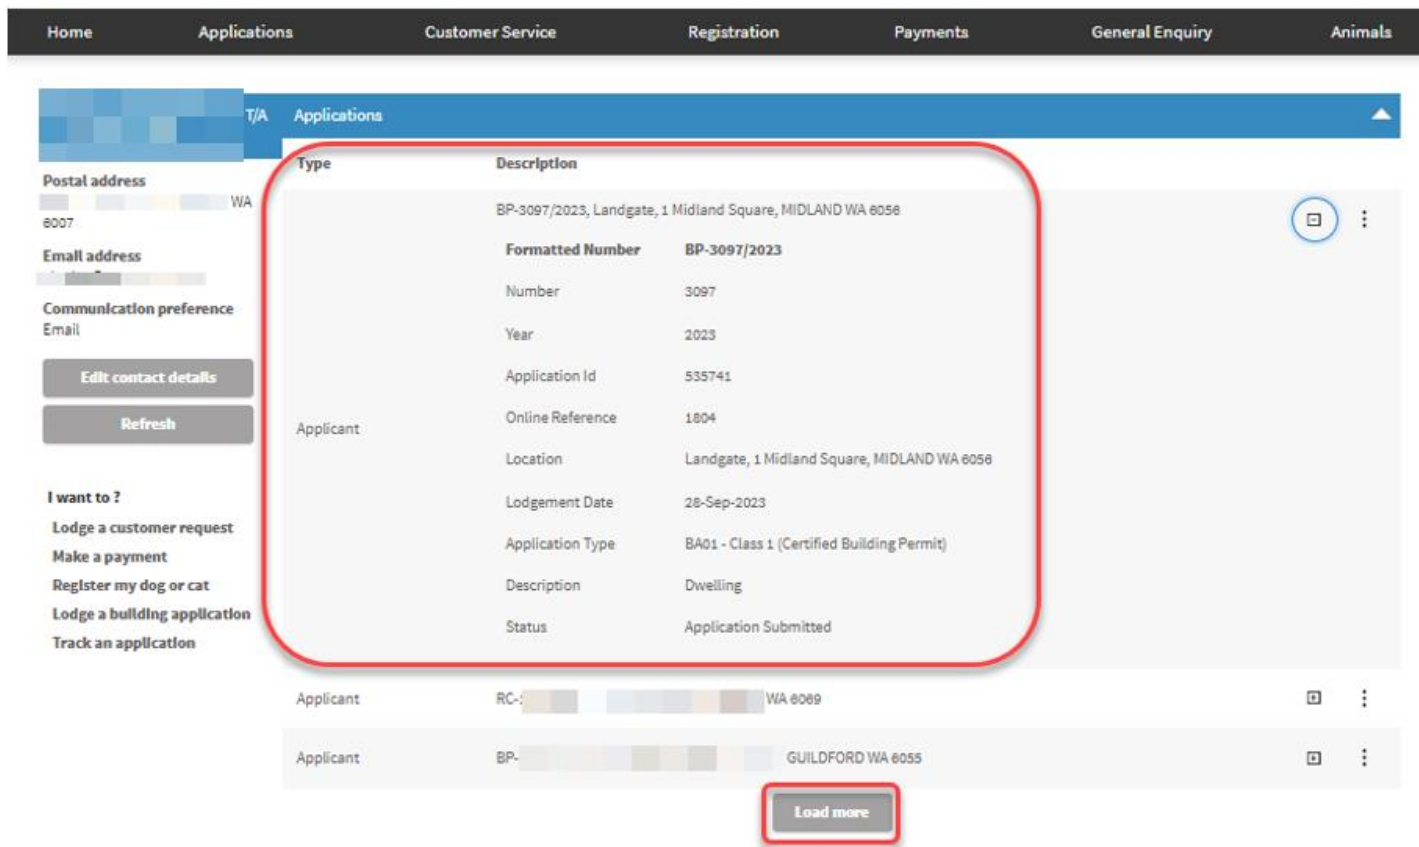 Home Applications Customer Service Registration Payments General Enquiry Animals
T/A
Postal address
WA
6007
Email address
Communication preference
Email
Edit contact details
Refresh
I want to ?
Lodge a customer request
Make a payment
Register my dog or cat
Lodge a building application
Track an application
Applications
Type Description
Applicant
BP-3097/2023, Landgate, 1 Midland Square, MIDLAND WA 6056
Formatted Number BP-3097/2023
Number 3097
Year 2023
Application Id 535741
Online Reference 1804
Location Landgate, 1 Midland Square, MIDLAND WA 6056
Lodgement Date 28-Sep-2023
Application Type BA01 - Class 1 (Certified Building Permit)
Description Dwelling
Status Application Submitted
Applicant RC- WA 6069
Applicant BP- GUILDFORD WA 6055
Load more